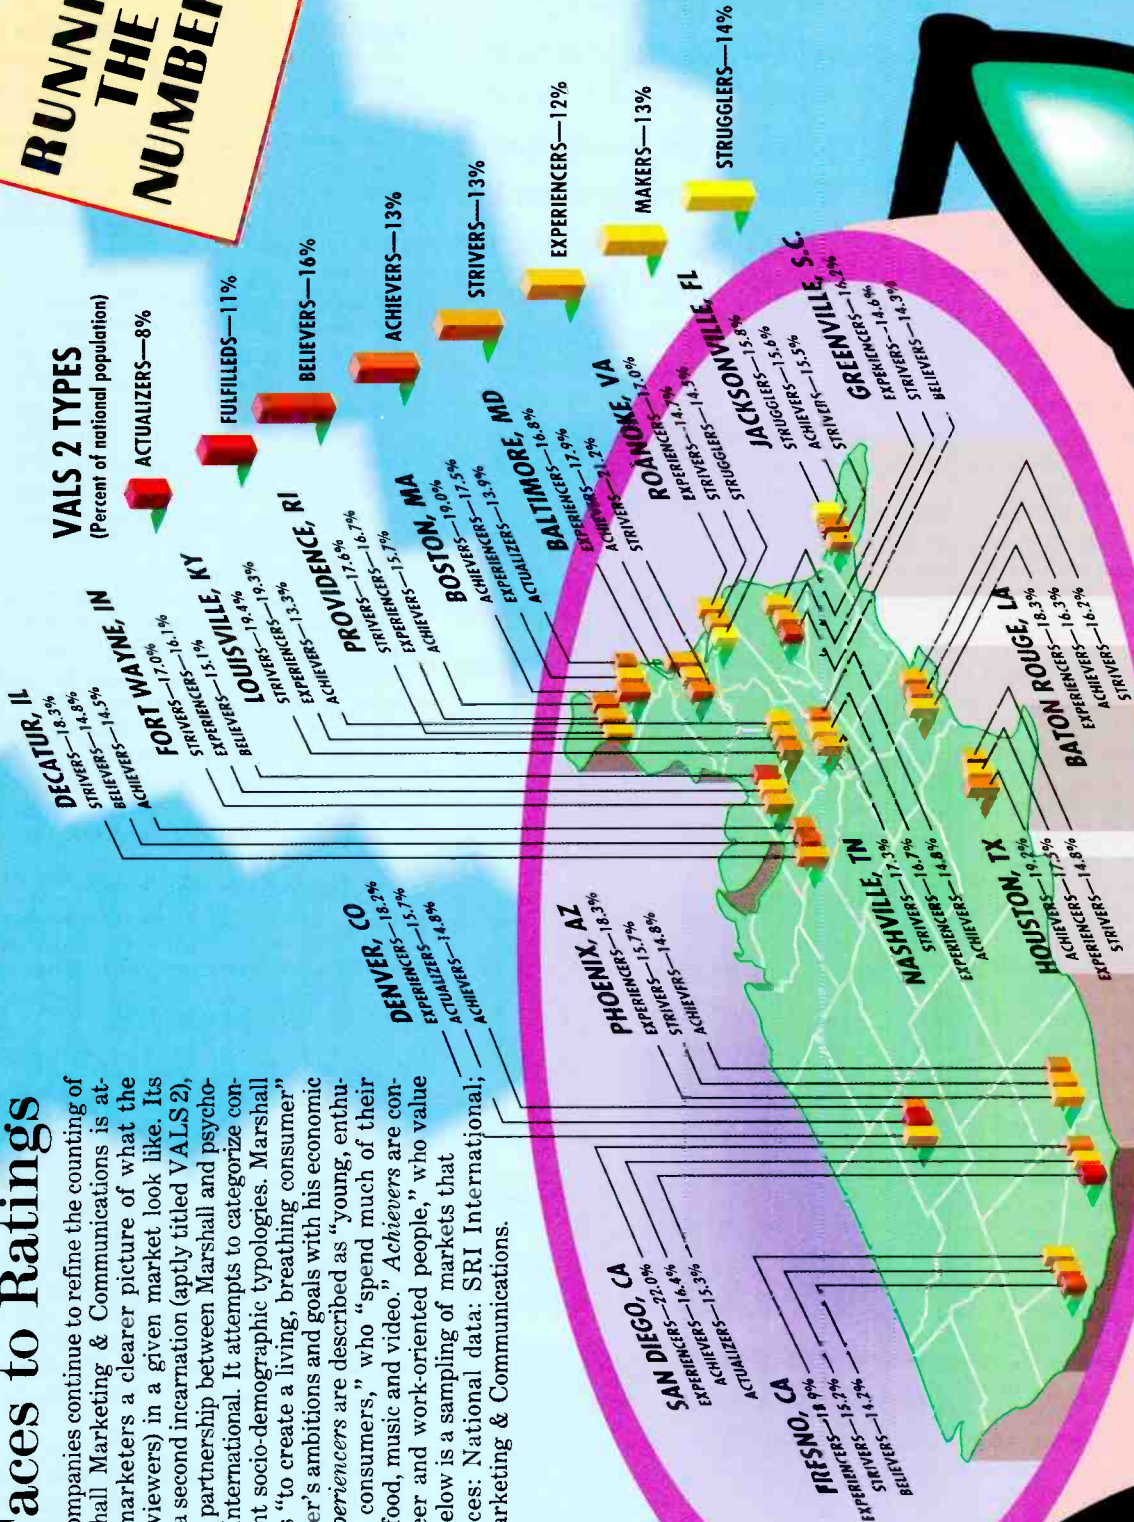 aces to Ratings
ompanies continue to refine the counting of
hall Marketing & Communications is at-
marketers a clearer picture of what the
viewers) in a given market look like. Its
a second incarnation (aptly titled VALS 2),
partnership between Marshall and psycho-
nternational. It attempts to categorize con-
nt socio-demographic typologies. Marshall
s “to create a living, breathing consumer”
er's ambitions and goals with his economic
periencers are described as “young, enthu-
consumers,” who “spend much of their
food, music and video.” Achievers are con-
er and work-oriented people,” who value
elow is a sampling of markets that
ces: National data: SRI International;
arketing & Communications.
RUNNI
THE
NUMBER
VALS 2 TYPES
(Percent of national population)
ACTUALIZERS—8%
FULFILLEDS—11%
BELIEVERS—16%
ACHIEVERS—13%
STRIVERS—13%
EXPERIENCERS—12%
MAKERS—13%
STRUGGLERS—14%
DECATUR, IL
STRIVERS—18.3%
BELIEVERS—14.8%
ACHIEVERS—14.5%
FORT WAYNE, IN
STRIVERS—17.0%
EXPERIENCERS—16.1%
BELIEVERS—15.1%
LOUISVILLE, KY
STRIVERS—19.4%
EXPERIENCERS—19.3%
ACHIEVERS—13.3%
PROVIDENCE, RI
STRIVERS—17.6%
EXPERIENCERS—16.7%
ACHIEVERS—15.7%
BOSTON, MA
ACHIEVERS—19.0%
EXPERIENCERS—17.5%
ACTUALIZERS—13.9%
BALTIMORE, MD
EXPERIENCERS—16.8%
ACHIEVERS—17.9%
STRIVERS—21.2%
ROANOKE, VA
EXPERIENCERS—17.0%
STRIVERS—14.7%
STRUGGLERS—14.5%
JACKSONVILLE, FL
STRUGGLERS—15.8%
ACHIEVERS—15.6%
STRIVERS—15.5%
GREENVILLE, S.C.
EXPERIENCERS—16.2%
STRIVERS—14.6%
BELIEVERS—14.3%
DENVER, CO
EXPERIENCERS—18.2%
ACTUALIZERS—15.7%
ACHIEVERS—14.8%
PHOENIX, AZ
EXPERIENCERS—18.3%
STRIVERS—15.7%
ACHIEVERS—14.8%
NASHVILLE, TN
STRIVERS—17.3%
EXPERIENCERS—16.7%
ACHIEVERS—14.8%
HOUSTON, TX
ACHIEVERS—19.2%
EXPERIENCERS—17.5%
STRIVERS—14.8%
BATON ROUGE, LA
EXPERIENCERS—18.3%
ACHIEVERS—16.3%
STRIVERS—16.2%
SAN DIEGO, CA
EXPERIENCERS—22.0%
ACHIEVERS—16.4%
ACTUALIZERS—15.3%
FRESNO, CA
EXPERIENCERS—18.9%
STRIVERS—15.2%
BELIEVERS—14.2%